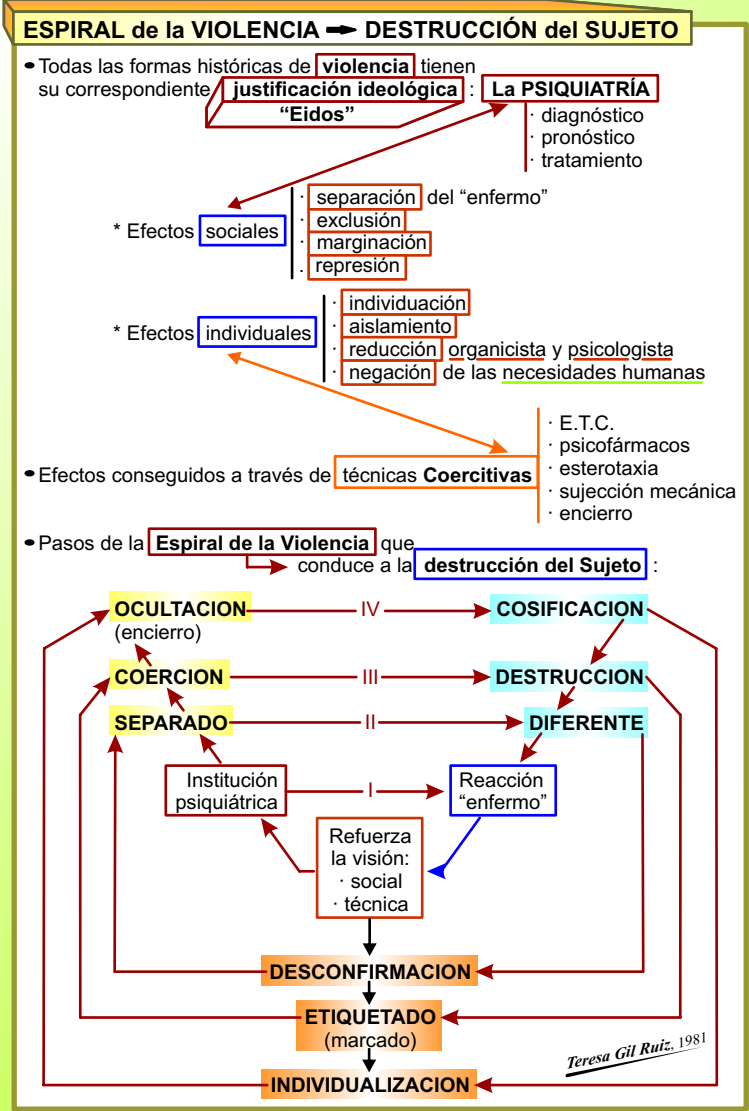 ESPIRAL de la VIOLENCIA ➡ DESTRUCCIÓN del SUJETO
• Todas las formas históricas de violencia tienen
su correspondiente justificación ideológica : La PSIQUIATRÍA
“Eidos”
· diagnóstico
· pronóstico
· tratamiento
* Efectos sociales
· separación del “enfermo”
· exclusión
· marginación
. represión
* Efectos individuales
· individuación
· aislamiento
· reducción organicista y psicologista
· negación de las necesidades humanas
• Efectos conseguidos a través de técnicas Coercitivas
· E.T.C.
· psicofármacos
· esterotaxia
· sujección mecánica
· encierro
• Pasos de la Espiral de la Violencia que
conduce a la destrucción del Sujeto :
OCULTACION IV COSIFICACION
(encierro)
COERCION III DESTRUCCION
SEPARADO II DIFERENTE
Institución
psiquiátrica
I
Reacción
“enfermo”
Refuerza
la visión:
· social
· técnica
DESCONFIRMACION
ETIQUETADO
(marcado)
INDIVIDUALIZACION
Teresa Gil Ruiz, 1981